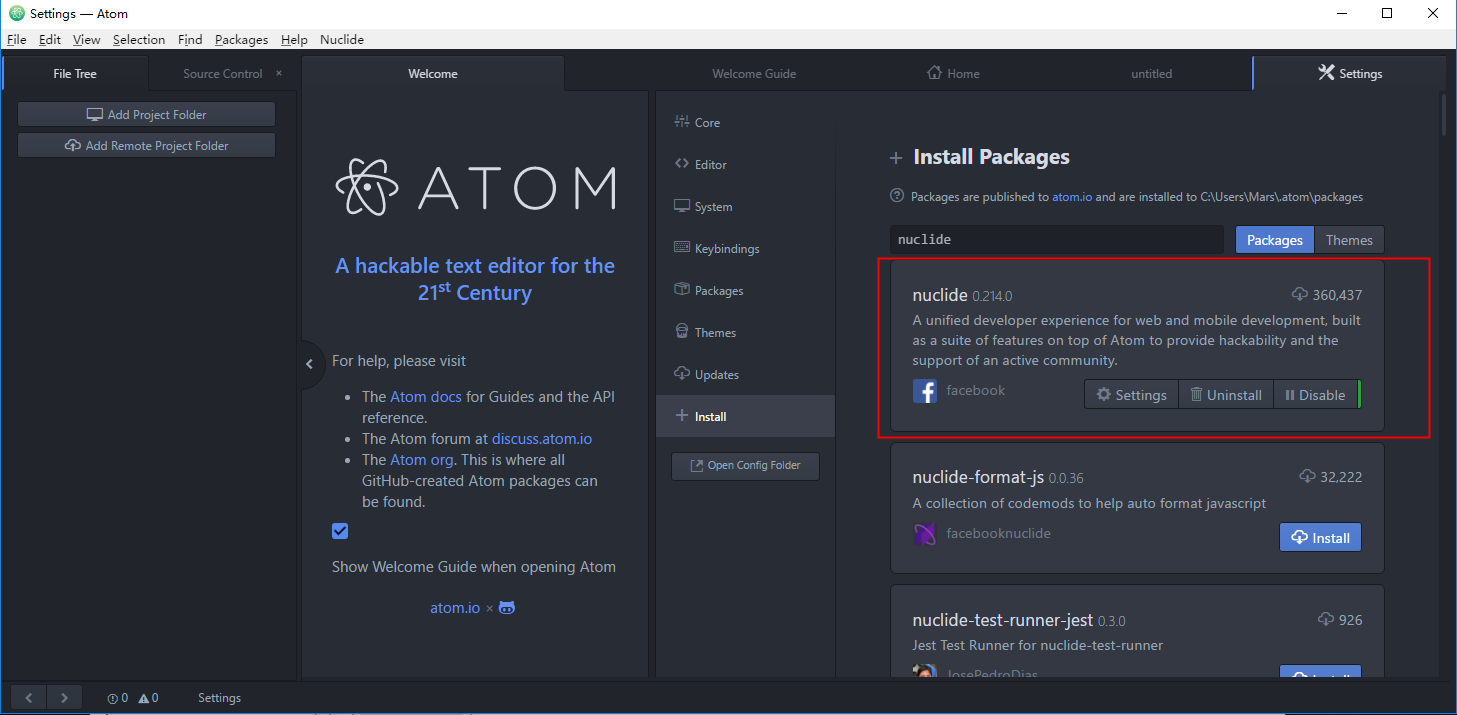 Settings — Atom
File Edit View Selection Find Packages Help Nuclide
File Tree
Source Control ×
Welcome
Welcome Guide
Home
untitled
Settings
Add Project Folder
Add Remote Project Folder
ATOM
A hackable text editor for the
21st Century
For help, please visit
• The Atom docs for Guides and the API
reference.
• The Atom forum at discuss.atom.io
• The Atom org. This is where all
GitHub-created Atom packages can
be found.
Show Welcome Guide when opening Atom
atom.io ×
Core
Editor
System
Keybindings
Packages
Themes
Updates
Install
Open Config Folder
Install Packages
Packages are published to atom.io and are installed to C:\Users\Mars\.atom\packages
nuclide
Packages
Themes
nuclide 0.214.0
360,437
A unified developer experience for web and mobile development, built
as a suite of features on top of Atom to provide hackability and the
support of an active community.
facebook
Settings
Uninstall
Disable
nuclide-format-js 0.0.36
32,222
A collection of codemods to help auto format javascript
facebooknuclide
Install
nuclide-test-runner-jest 0.3.0
926
Jest Test Runner for nuclide-test-runner
JosePedroDias
Install
0
0
Settings